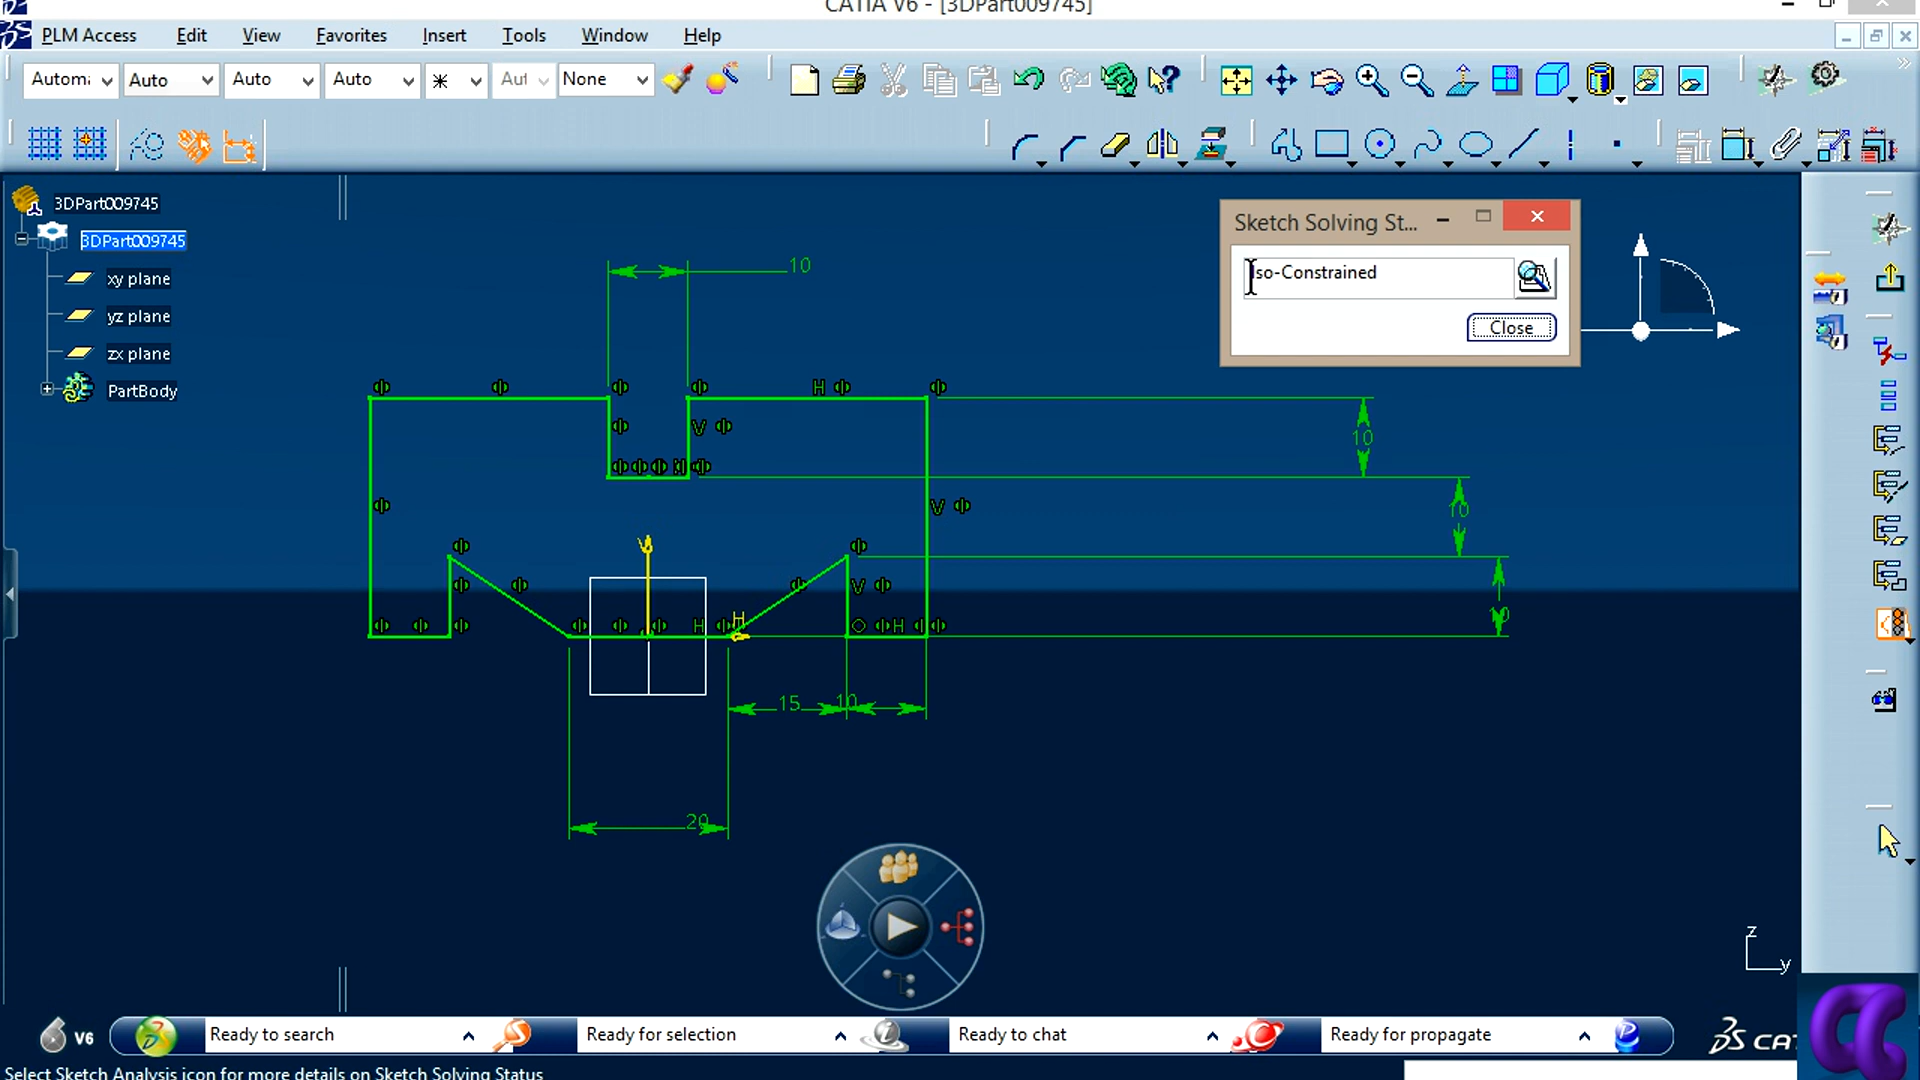 CATIA V6 - [3DPart009745]
PLM Access Edit View Favorites Insert Tools Window Help
Auto Auto Auto None
3DPart009745
3DPart009745
xy plane
yz plane
zx plane
PartBody
Sketch Solving St...
Iso-Constrained
Close
10
H
V
10
10
V
V
10
H
H
H
V
15
10
20
z
y
V6
Ready to search
Ready for selection
Ready to chat
Ready for propagate
Select Sketch Analysis icon for more details on Sketch Solving Status